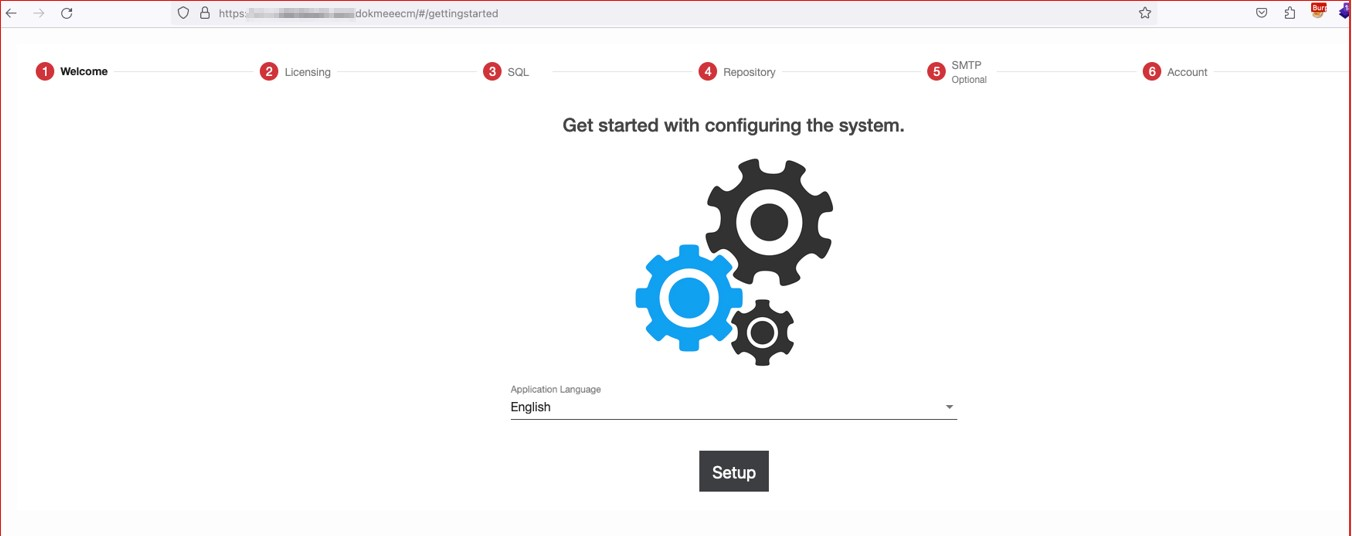 https:
dokmeeecm/#/gettingstarted
Burp
1 Welcome
2 Licensing
3 SQL
4 Repository
5 SMTP
Optional
6 Account
Get started with configuring the system.
Application Language
English
Setup